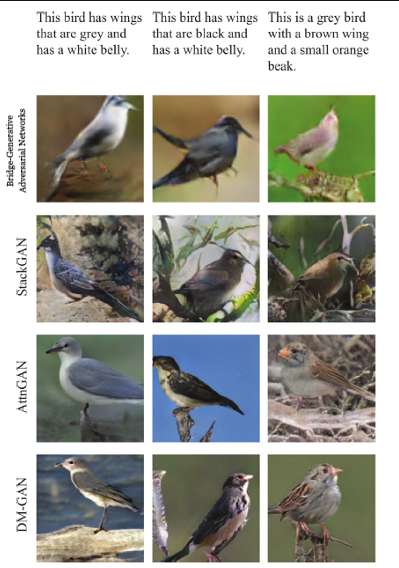 This bird has wings
that are grey and
has a white belly.
This bird has wings
that are black and
has a white belly.
This is a grey bird
with a brown wing
and a small orange
beak.
Bridge-Generative
Adversarial Networks
StackGAN
AttnGAN
DM-GAN